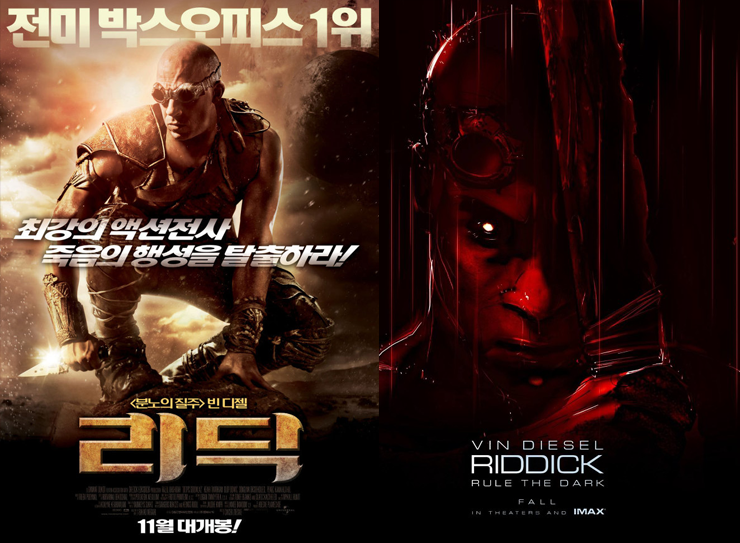 전미 박스오피스 1위
최강의 액션전사
죽음의 행성을 탈출하라!
<분노의 질주> 빈 디젤
리딕
11월 대개봉!
VIN DIESEL
RIDDICK
RULE THE DARK
FALL
IN THEATERS AND IMAX